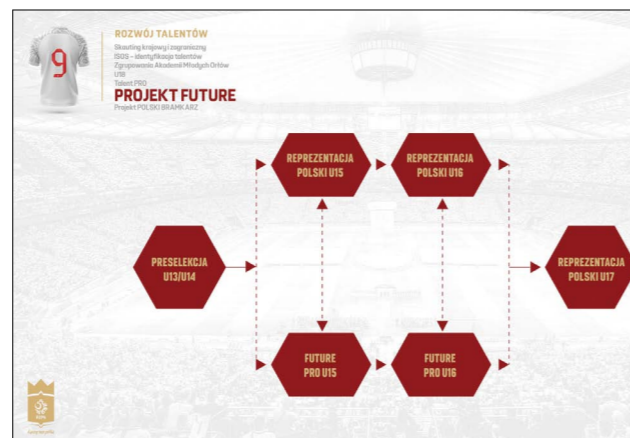 9
ROZWÓJ TALENTÓW
Skauting krajowy i zagraniczny
ISOS - identyfikacja talentów
Zgrupowania Akademii Młodych Orłów
U18
Talent PRO
PROJEKT FUTURE
Projekt POLSKI BRAMKARZ
REPREZENTACJA
POLSKI U15
REPREZENTACJA
POLSKI U16
PRESELEKCJA
U13/U14
REPREZENTACJA
POLSKI U17
FUTURE
PRO U15
FUTURE
PRO U16